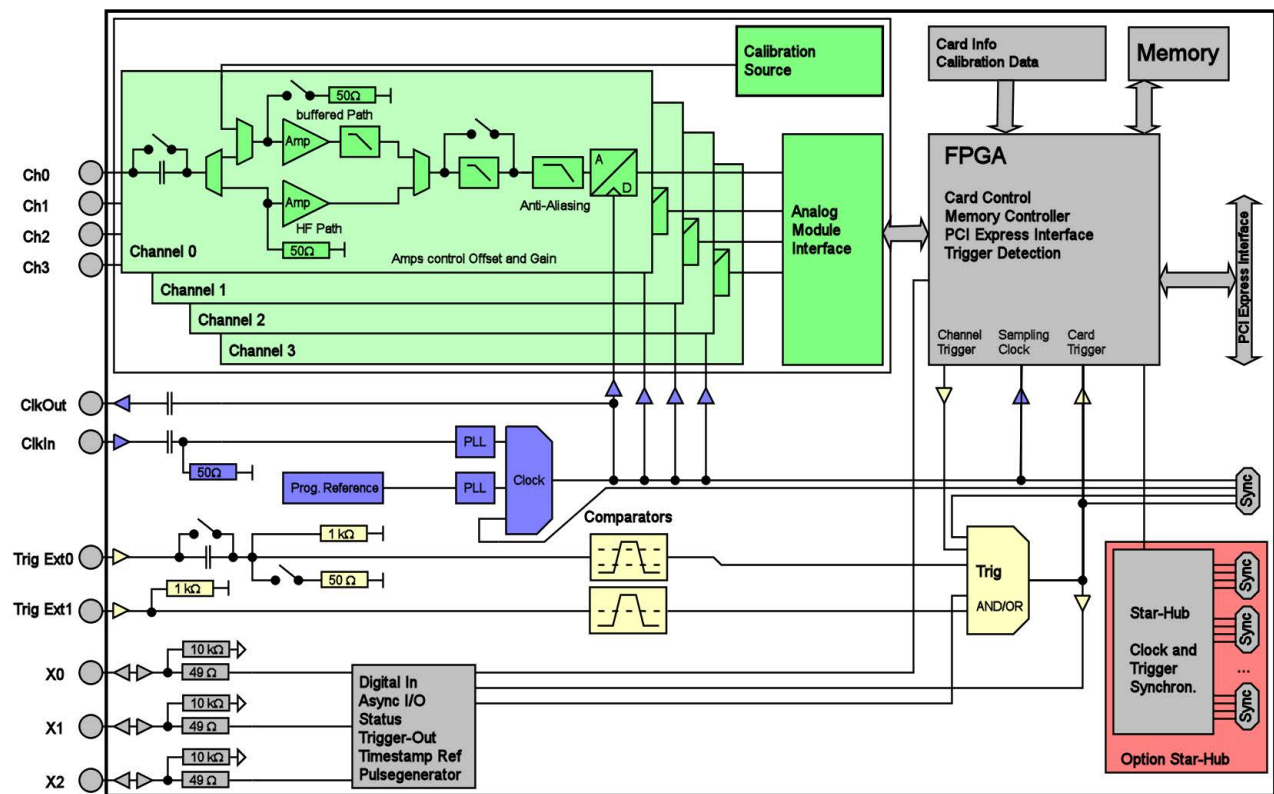 Calibration
Source
Card Info
Calibration Data
Memory
50Ω
buffered Path
Amp
A
D
Anti-Aliasing
Amp
HF Path
50Ω
Amps control Offset and Gain
Channel 0
Channel 1
Channel 2
Channel 3
Ch0
Ch1
Ch2
Ch3
Analog
Module
Interface
FPGA
Card Control
Memory Controller
PCI Express Interface
Trigger Detection
Channel
Trigger
Sampling
Clock
Card
Trigger
PCI Express Interface
ClkOut
ClkIn
50Ω
PLL
Prog. Reference
PLL
Clock
Sync
Comparators
Trig Ext0
1 kΩ
50 Ω
Trig Ext1
1 kΩ
Trig
AND/OR
Star-Hub
Clock and
Trigger
Synchron.
Sync
Sync
...
Sync
Option Star-Hub
X0
10 kΩ
49 Ω
X1
10 kΩ
49 Ω
X2
10 kΩ
49 Ω
Digital In
Async I/O
Status
Trigger-Out
Timestamp Ref
Pulsegenerator